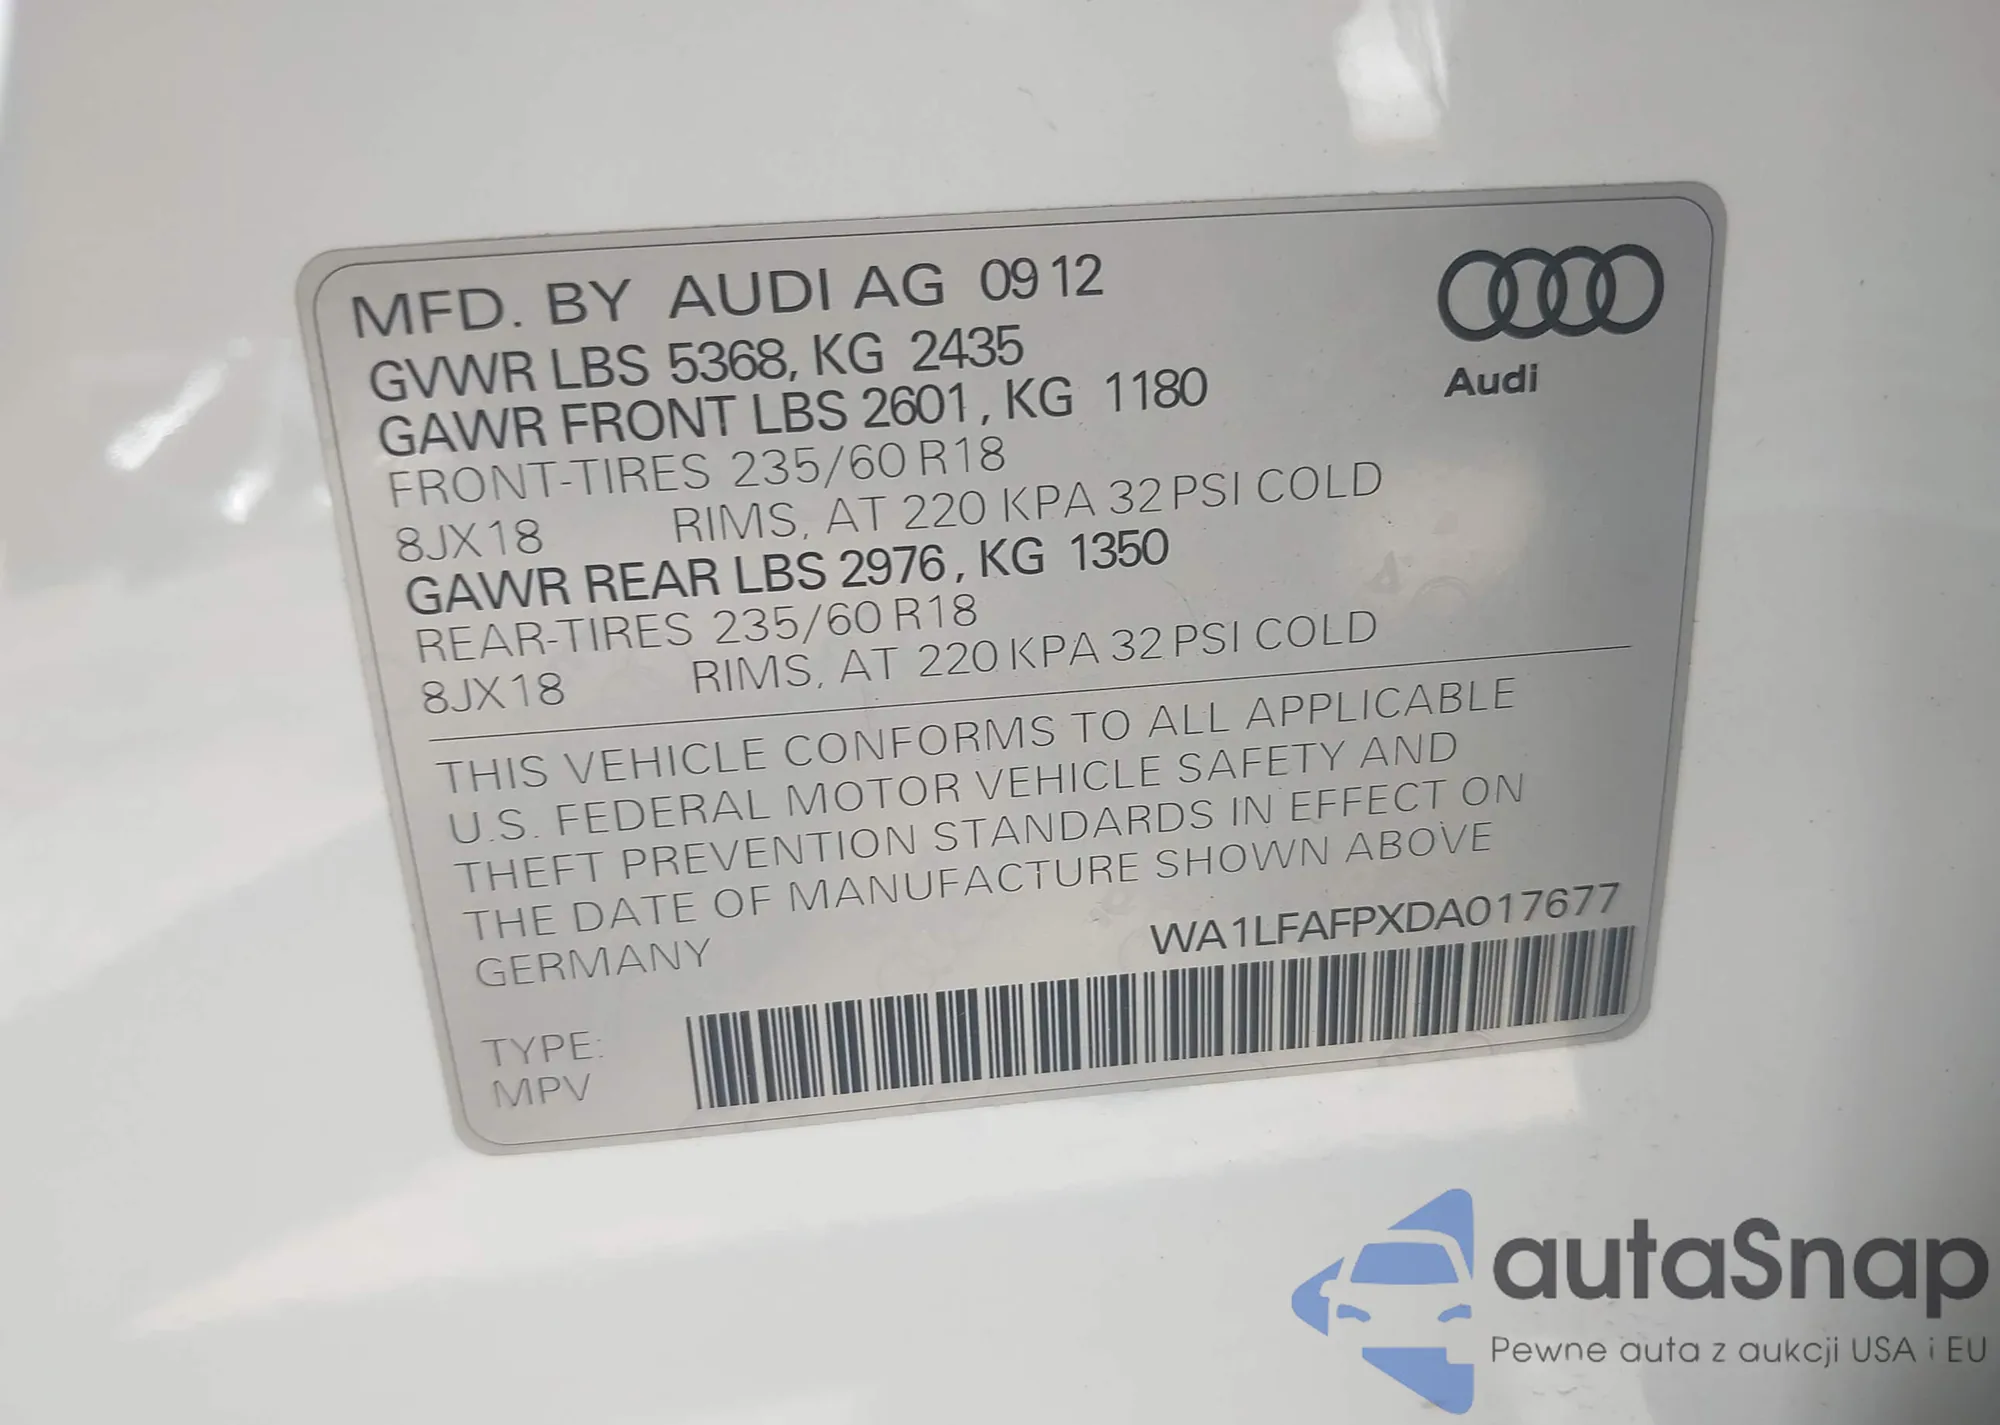 MFD. BY AUDI AG 09 12
GVWR LBS 5368, KG 2435
GAWR FRONT LBS 2601, KG 1180
FRONT-TIRES 235/60 R18
8JX18 RIMS, AT 220 KPA 32 PSI COLD
GAWR REAR LBS 2976, KG 1350
REAR-TIRES 235/60 R18
8JX18 RIMS, AT 220 KPA 32 PSI COLD
Audi
THIS VEHICLE CONFORMS TO ALL APPLICABLE
U.S. FEDERAL MOTOR VEHICLE SAFETY AND
THEFT PREVENTION STANDARDS IN EFFECT ON
THE DATE OF MANUFACTURE SHOWN ABOVE
GERMANY
WA1LFAFPXDA017677
TYPE:
MPV
autaSnap
Pewne auta z aukcji USA i EU